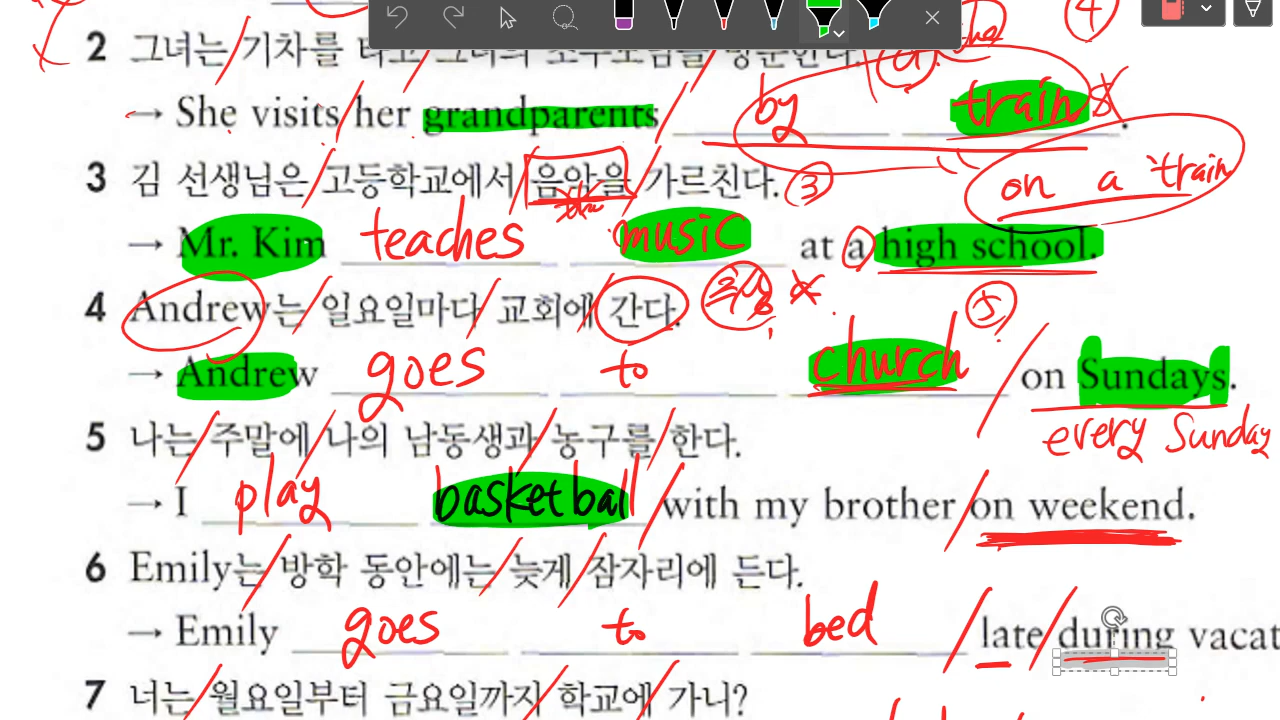 ④
2 그녀는/기차를 타고/그녀의 조부모님을/방문한다.
→ She visits/her grandparents/ by train.
on a train
3 김 선생님은/고등학교에서/음악을/가르친다. ③
→ Mr. Kim teaches music at a high school.
4 Andrew는/일요일마다/교회에/간다. ⑤
→ Andrew goes to church/on Sundays.
every Sunday
5 나는/주말에/나의 남동생과/농구를/한다.
→ I play basketball/with my brother/on weekend.
6 Emily는/방학 동안에는/늦게/잠자리에 든다.
→ Emily goes to bed/late/during vacat
7 너는/월요일부터 금요일까지/학교에/가니?